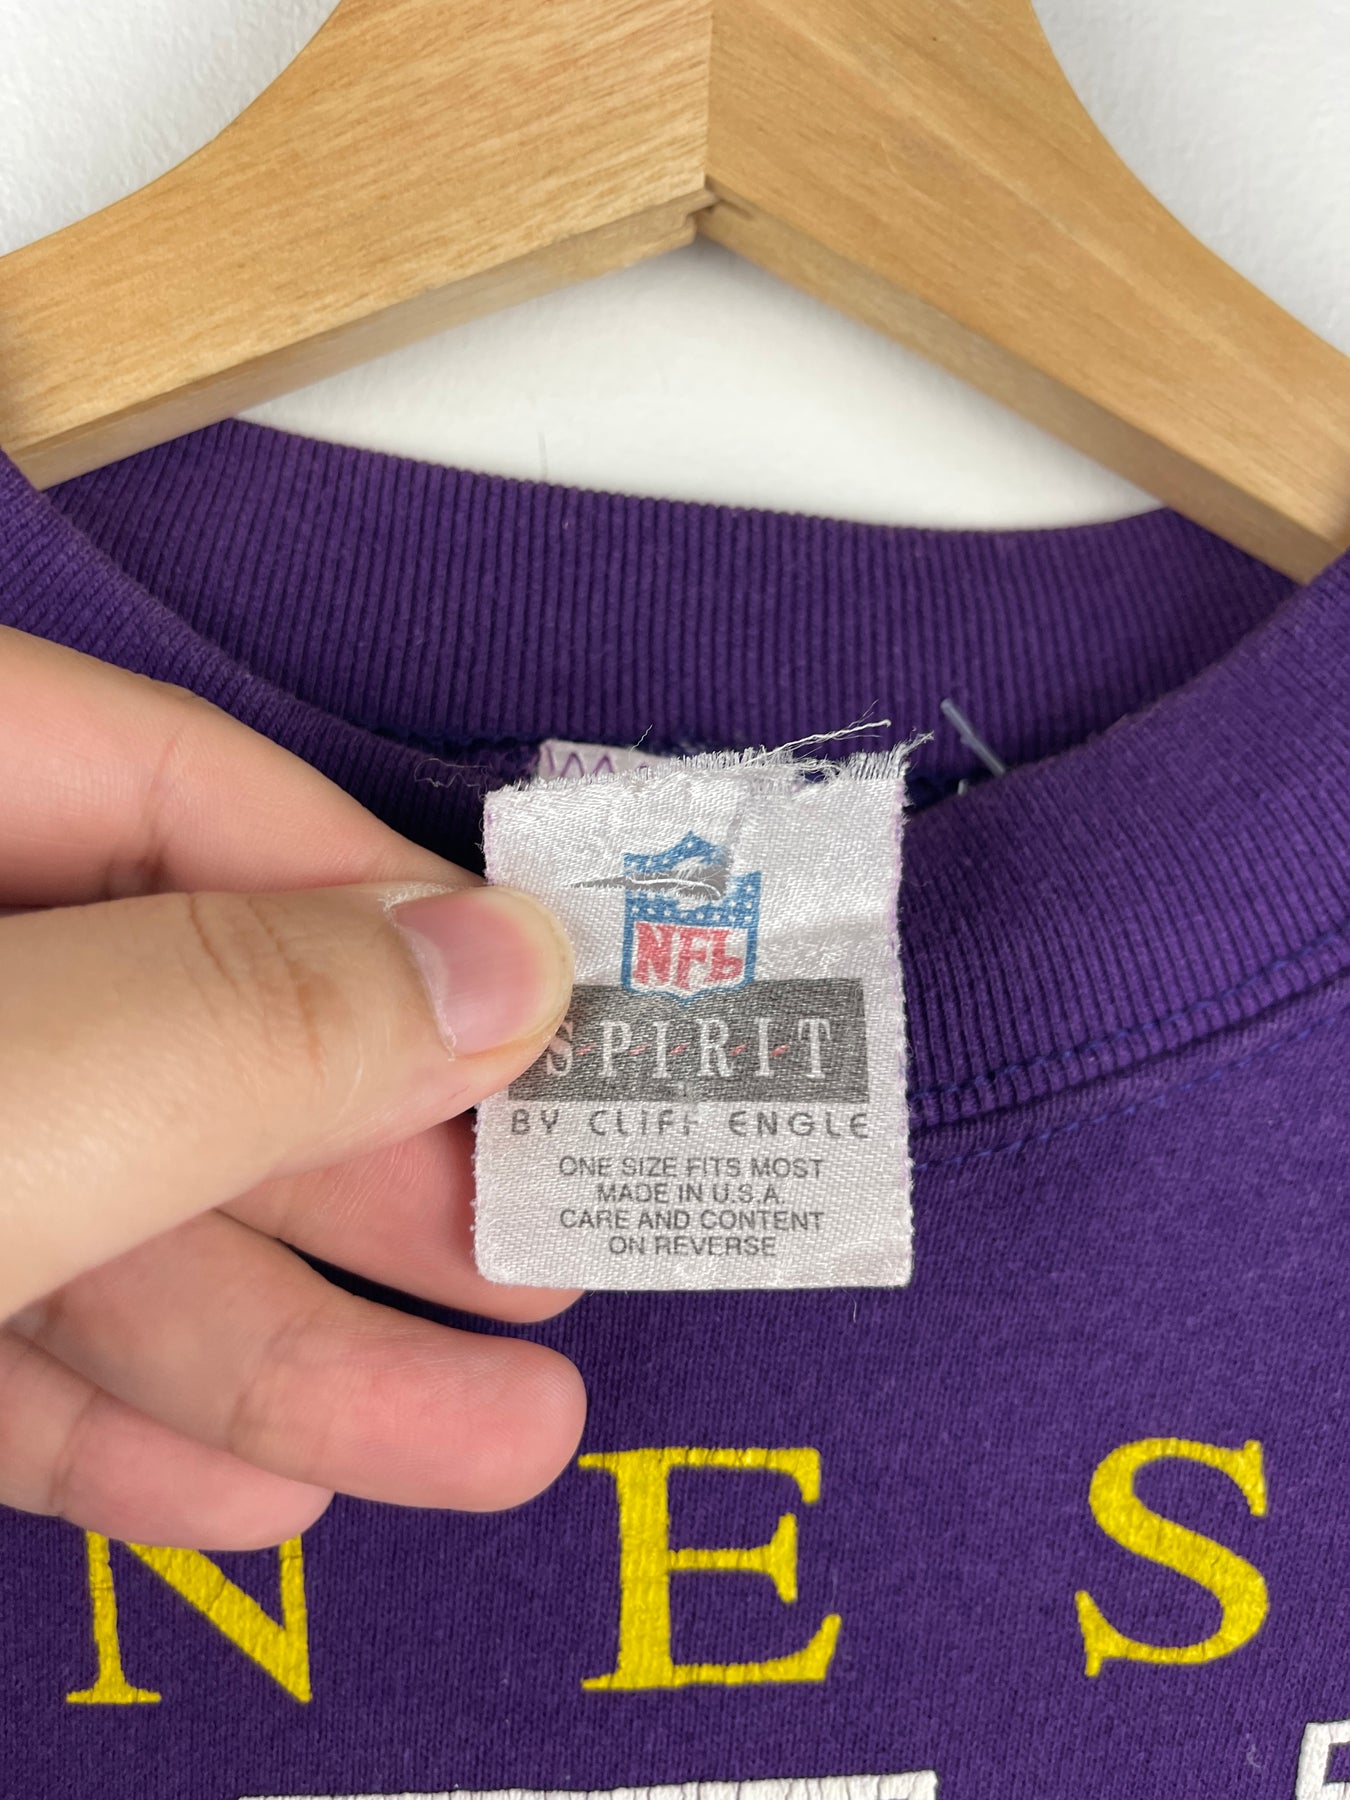 NFL
SPIRIT
BY CLIFF ENGLE
ONE SIZE FITS MOST
MADE IN U.S.A.
CARE AND CONTENT
ON REVERSE
N E S